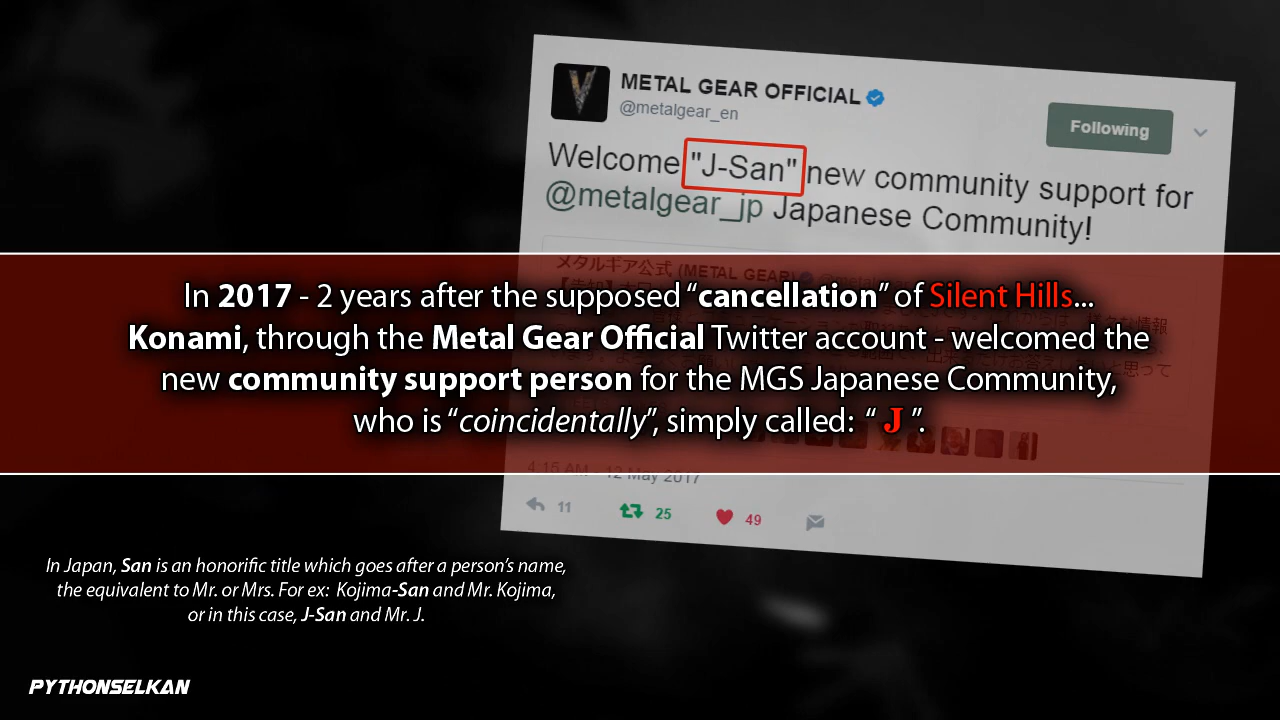 METAL GEAR OFFICIAL
@metalgear_en
Following
Welcome "J-San" new community support for
@metalgear_jp Japanese Community!
メタルギア公式 (METAL GEAR)
In 2017 - 2 years after the supposed “cancellation” of Silent Hills...
Konami, through the Metal Gear Official Twitter account - welcomed the
new community support person for the MGS Japanese Community,
who is “coincidentally”, simply called: “ J ”.
4:15 AM - 12 May 2017
11 25 49
In Japan, San is an honorific title which goes after a person’s name,
the equivalent to Mr. or Mrs. For ex: Kojima-San and Mr. Kojima,
or in this case, J-San and Mr. J.
PYTHONSELKAN